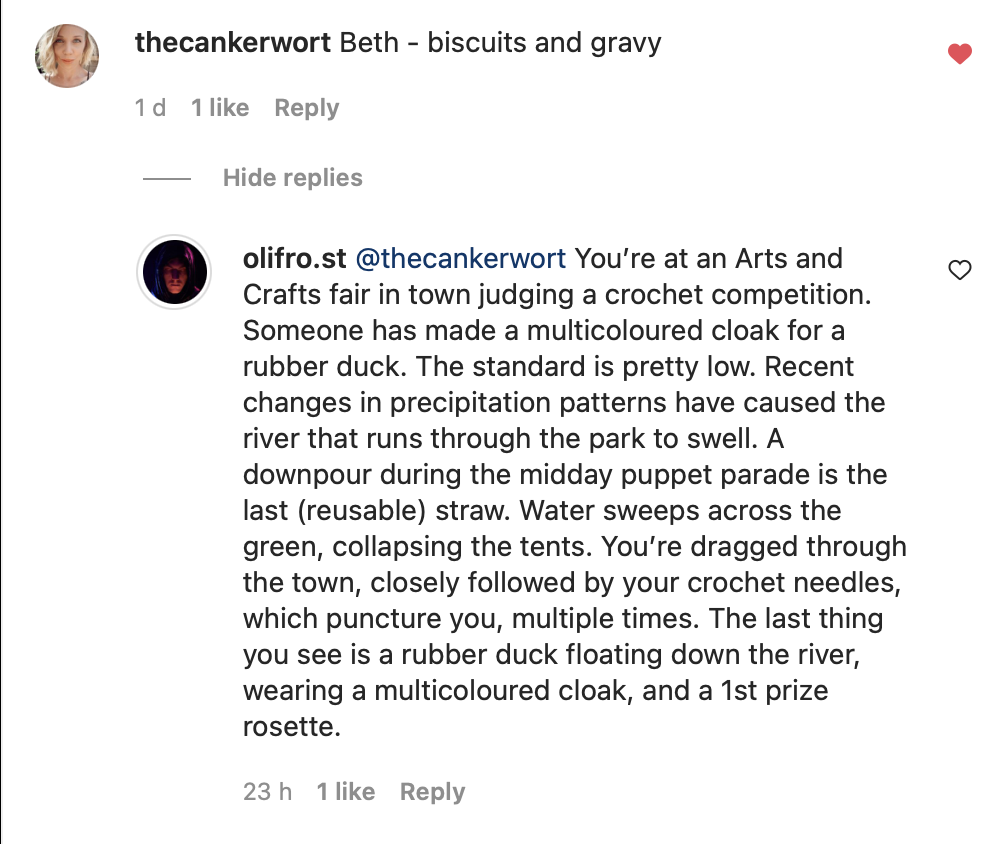 thecankerwort Beth - biscuits and gravy
1 d 1 like Reply
Hide replies
olifro.st @thecankerwort You’re at an Arts and
Crafts fair in town judging a crochet competition.
Someone has made a multicoloured cloak for a
rubber duck. The standard is pretty low. Recent
changes in precipitation patterns have caused the
river that runs through the park to swell. A
downpour during the midday puppet parade is the
last (reusable) straw. Water sweeps across the
green, collapsing the tents. You’re dragged through
the town, closely followed by your crochet needles,
which puncture you, multiple times. The last thing
you see is a rubber duck floating down the river,
wearing a multicoloured cloak, and a 1st prize
rosette.
23 h 1 like Reply